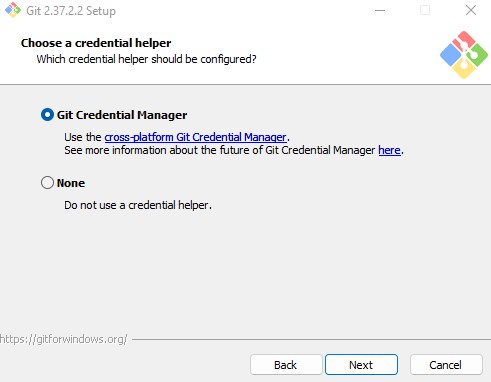 Git 2.37.2.2 Setup
Choose a credential helper
Which credential helper should be configured?
Git Credential Manager
Use the cross-platform Git Credential Manager.
See more information about the future of Git Credential Manager here.
None
Do not use a credential helper.
https://gitforwindows.org/
Back Next Cancel